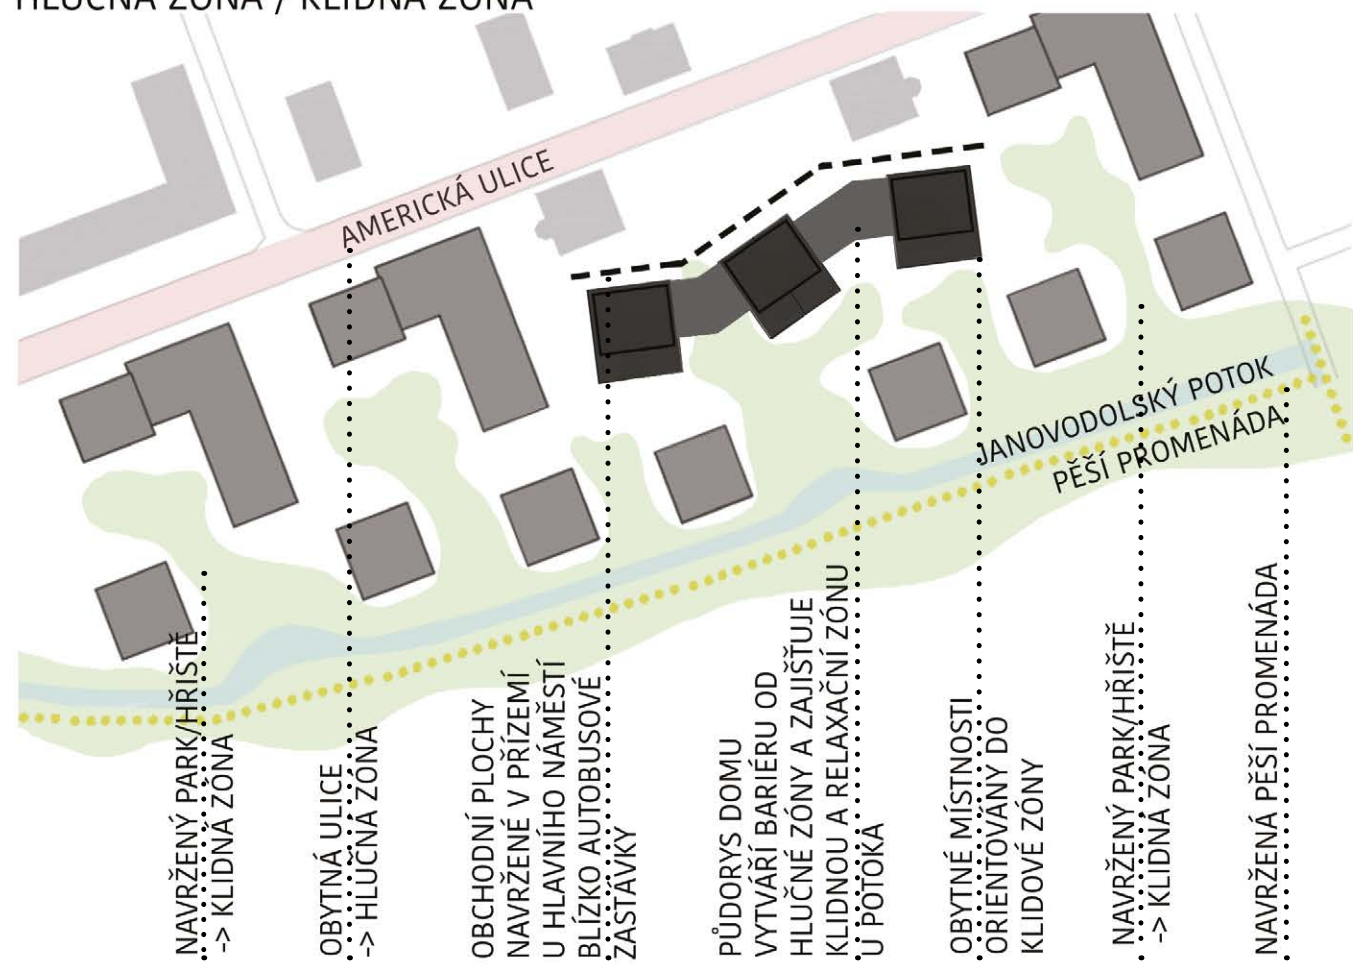 HLUČNÁ ZÓNA / KLIDNÁ ZÓNA
AMERICKÁ ULICE
JANOVODOLSKÝ POTOK
PĚŠÍ PROMENÁDA
NAVRŽENÝ PARK/HŘIŠTĚ
-> KLIDNÁ ZÓNA
OBYTNÁ ULICE
-> HLUČNÁ ZÓNA
OBCHODNÍ PLOCHY
NAVRŽENÉ V PŘÍZEMÍ
U HLAVNÍHO NÁMĚSTÍ
BLÍZKO AUTOBUSOVÉ
ZASTÁVKY
PŮDORYS DOMU
VYTVÁŘÍ BARIÉRU OD
HLUČNÉ ZÓNY A ZAJIŠŤUJE
KLIDNOU A RELAXAČNÍ ZÓNU
U POTOKA
OBYTNÉ MÍSTNOSTI
ORIENTOVÁNY DO
KLIDOVÉ ZÓNY
NAVRŽENÝ PARK/HŘIŠTĚ
-> KLIDNÁ ZÓNA
NAVRŽENÁ PĚŠÍ PROMENÁDA